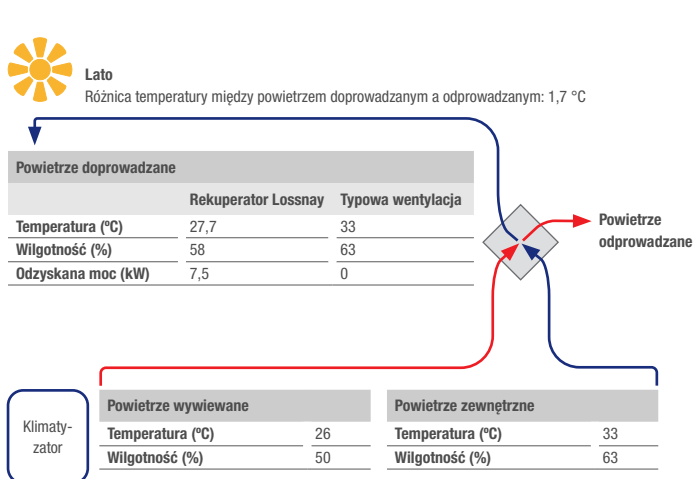 Lato
Różnica temperatury między powietrzem doprowadzanym a odprowadzanym: 1,7 °C
Powietrze doprowadzane
Rekuperator Lossnay Typowa wentylacja
Temperatura (ºC) 27,7 33
Wilgotność (%) 58 63
Odzyskana moc (kW) 7,5 0
Powietrze
odprowadzane
Klimaty-
zator
Powietrze wywiewane
Temperatura (ºC) 26
Wilgotność (%) 50
Powietrze zewnętrzne
Temperatura (ºC) 33
Wilgotność (%) 63